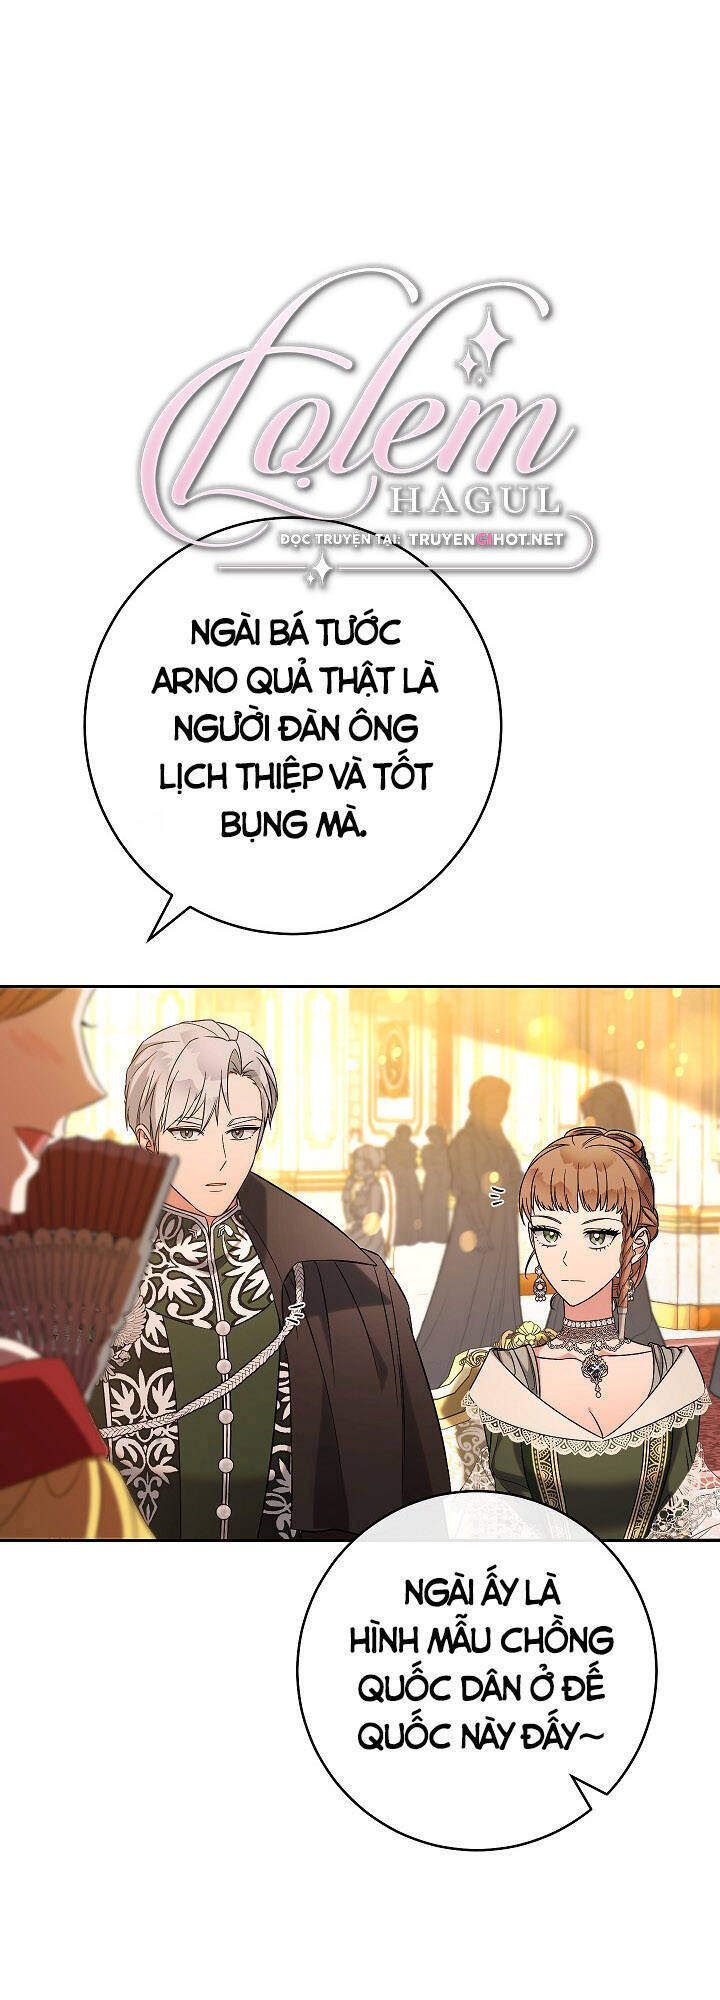 Lọlem
HAGUL
ĐỌC TRUYỆN TẠI: TRUYENGIHOT.NET
NGÀI BÁ TƯỚC
ARNO QUẢ THẬT LÀ
NGƯỜI ĐÀN ÔNG
LỊCH THIỆP VÀ TỐT
BỤNG MÀ.
NGÀI ẤY LÀ
HÌNH MẪU CHỒNG
QUỐC DÂN Ở ĐẾ
QUỐC NÀY ĐẤY~